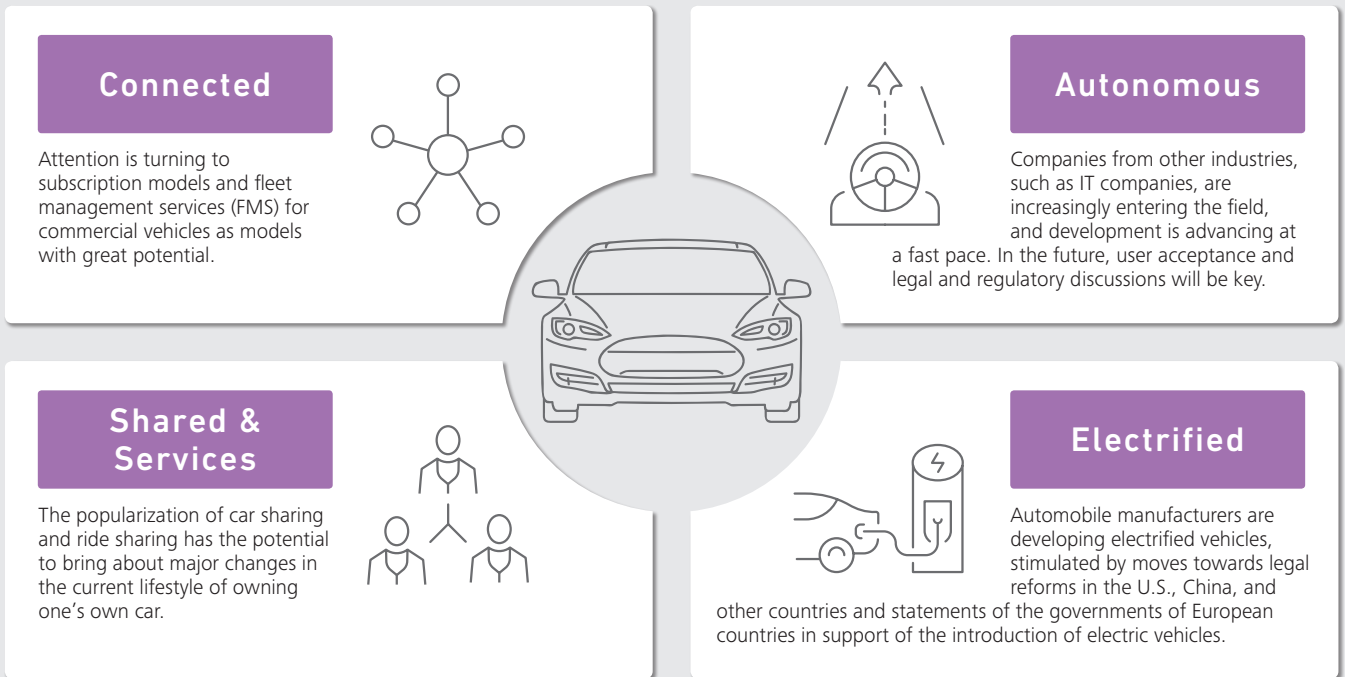 Connected
Attention is turning to
subscription models and fleet
management services (FMS) for
commercial vehicles as models
with great potential.
Autonomous
Companies from other industries,
such as IT companies, are
increasingly entering the field,
and development is advancing at
a fast pace. In the future, user acceptance and
legal and regulatory discussions will be key.
Shared &
Services
The popularization of car sharing
and ride sharing has the potential
to bring about major changes in
the current lifestyle of owning
one's own car.
Electrified
Automobile manufacturers are
developing electrified vehicles,
stimulated by moves towards legal
reforms in the U.S., China, and
other countries and statements of the governments of European
countries in support of the introduction of electric vehicles.